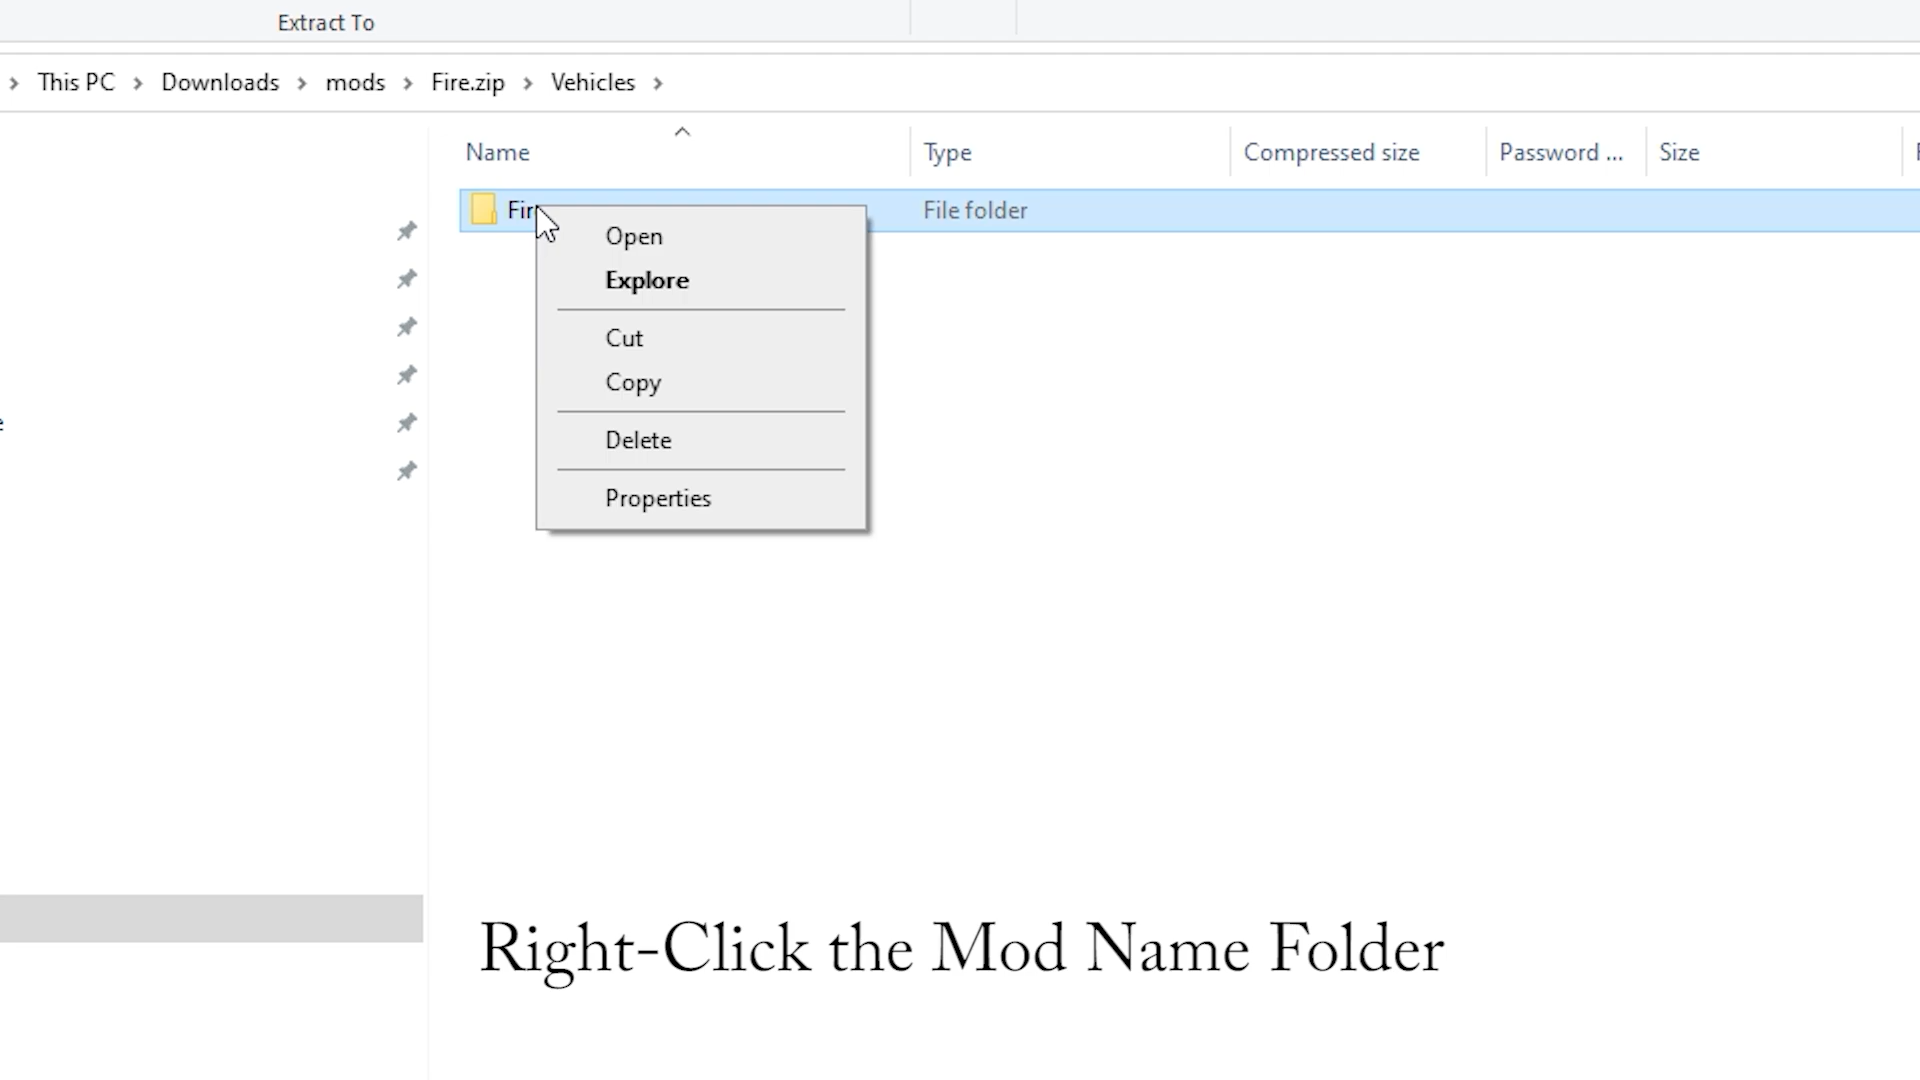 Extract To
This PC > Downloads > mods > Fire.zip > Vehicles >
Name Type Compressed size Password ... Size
File folder
Open
Explore
Cut
Copy
Delete
Properties
Right-Click the Mod Name Folder